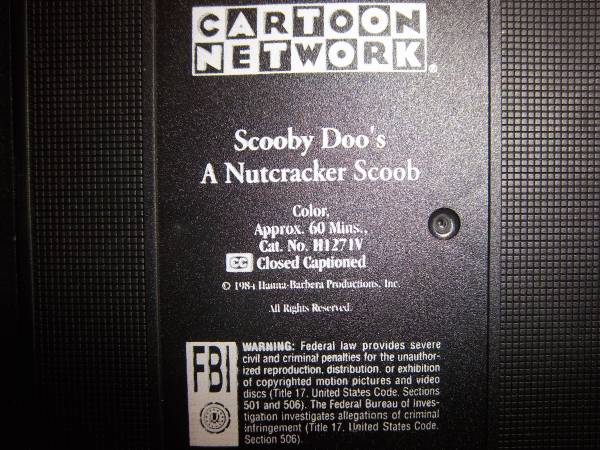 CARTOON
NETWORK®
Scooby Doo's
A Nutcracker Scoob
Color,
Approx. 60 Mins.,
Cat. No. H1271V
CC Closed Captioned
© 1984 Hanna-Barbera Productions, Inc.
All Rights Reserved.
FBI
WARNING: Federal law provides severe
civil and criminal penalties for the unauthor-
ized reproduction, distribution, or exhibition
of copyrighted motion pictures and video
discs (Title 17, United States Code, Sections
501 and 506). The Federal Bureau of Inves-
tigation investigates allegations of criminal
infringement (Title 17, United States Code,
Section 506).